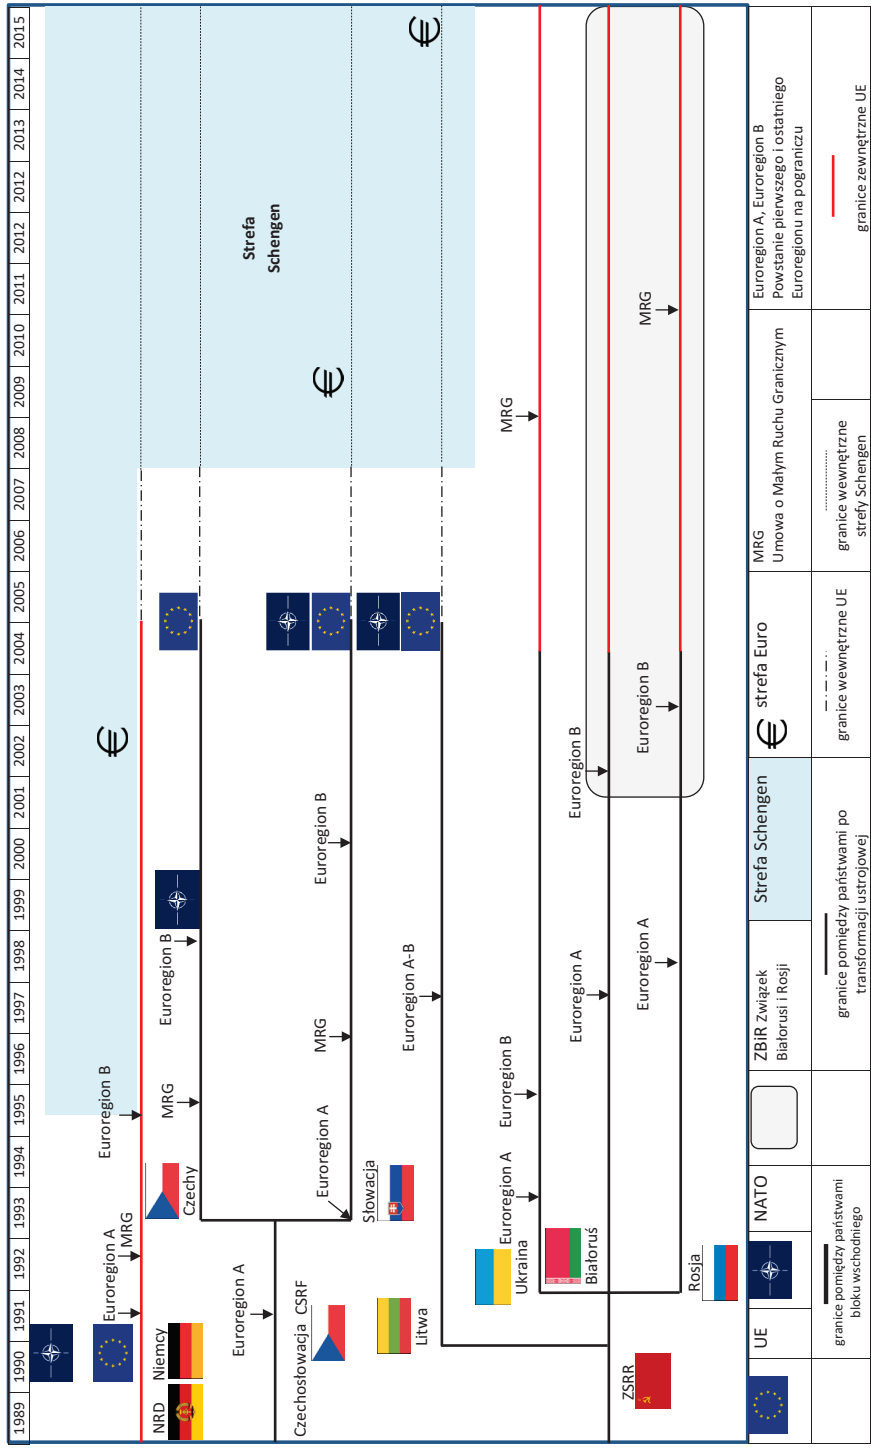 1989 1990 1991 1992 1993 1994 1995 1996 1997 1998 1999 2000 2001 2002 2003 2004 2005 2006 2007 2008 2009 2010 2011 2012 2012 2013 2014 2015
€
€
€
Strefa
Schengen
NRD
Niemcy
Euroregion A
MRG
Euroregion B
Czechy
MRG
Euroregion B
Euroregion A
Czechosłowacja CSRF
Euroregion A
MRG
Euroregion B
Słowacja
Litwa
Euroregion A-B
Ukraina
Euroregion A
Euroregion B
MRG
Białoruś
Euroregion A
Euroregion B
ZSRR
Rosja
Euroregion A
Euroregion B
MRG
UE
NATO
ZBiR Związek
Białorusi i Rosji
Strefa Schengen
€ strefa Euro
MRG
Umowa o Małym Ruchu Granicznym
Euroregion A, Euroregion B
Powstanie pierwszego i ostatniego
Euroregionu na pograniczu
granice pomiędzy państwami
bloku wschodniego
granice pomiędzy państwami po
transformacji ustrojowej
granice wewnętrzne UE
granice wewnętrzne
strefy Schengen
granice zewnętrzne UE